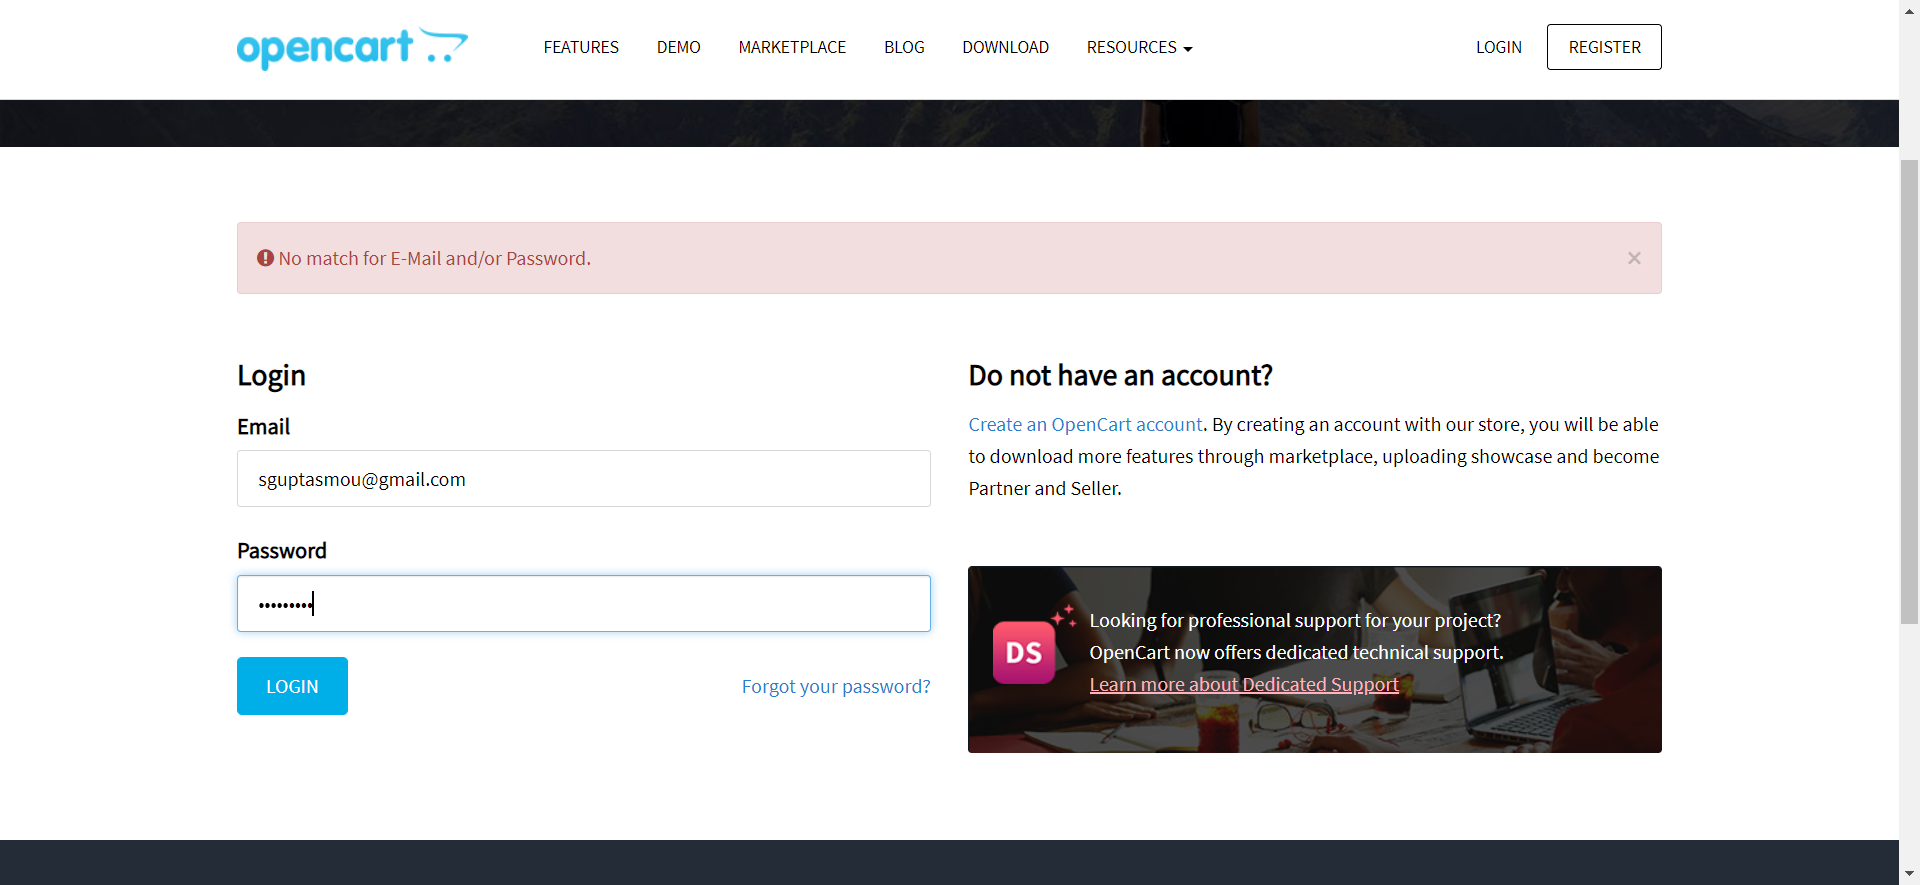 opencart
FEATURES
DEMO
MARKETPLACE
BLOG
DOWNLOAD
RESOURCES
LOGIN
REGISTER
No match for E-Mail and/or Password.
×
Login
Email
sguptasmou@gmail.com
Password
•••••••••
LOGIN
Forgot your password?
Do not have an account?
Create an OpenCart account. By creating an account with our store, you will be able
to download more features through marketplace, uploading showcase and become
Partner and Seller.
DS
Looking for professional support for your project?
OpenCart now offers dedicated technical support.
Learn more about Dedicated Support